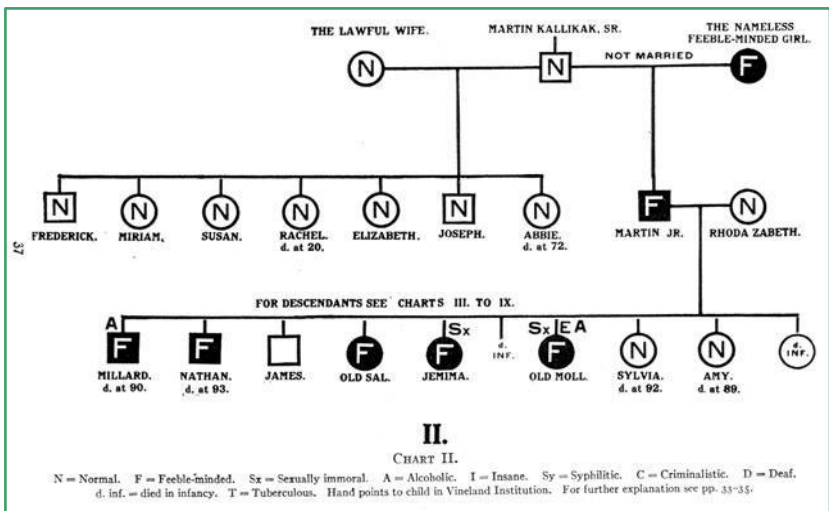 THE LAWFUL WIFE. MARTIN KALLIKAK, SR. THE NAMELESS
FEEBLE-MINDED GIRL.
NOT MARRIED
N N F
N N N N N N N F N
FREDERICK. MIRIAM. SUSAN. RACHEL. ELIZABETH. JOSEPH. ABBIE. MARTIN JR. RHODA ZABETH.
d. at 20. d. at 72.
37
FOR DESCENDANTS SEE CHARTS III. TO IX.
A Sx Sx E A
F F F F d. INF. F N N d. INF.
MILLARD. NATHAN. JAMES. OLD SAL. JEMIMA. OLD MOLL. SYLVIA. AMY.
d. at 90. d. at 93. d. at 92. d. at 89.
II.
CHART II.
N = Normal. F = Feeble-minded. Sx = Sexually immoral. A = Alcoholic. I = Insane. Sy = Syphilitic. C = Criminalistic. D = Deaf.
d. inf. = died in infancy. T = Tuberculous. Hand points to child in Vineland Institution. For further explanation see pp. 33-35.